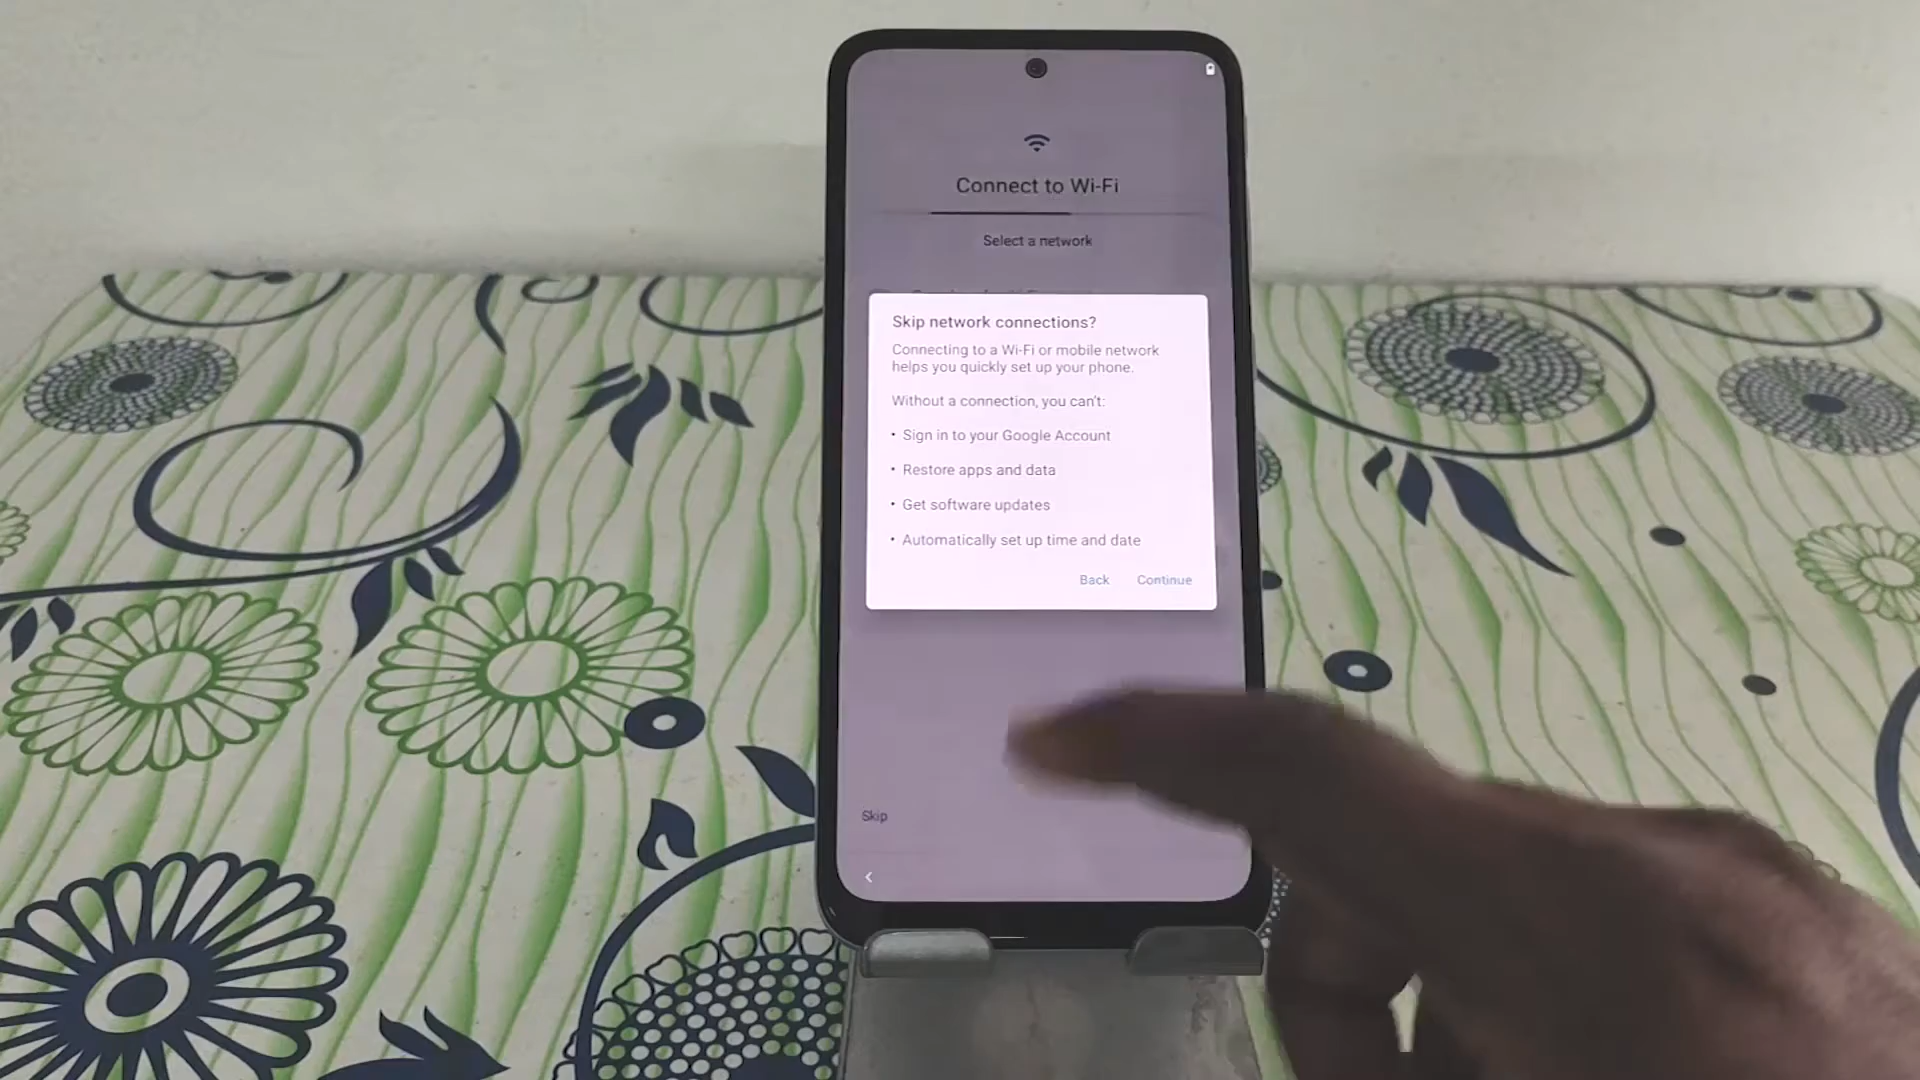 Connect to Wi-Fi
Select a network
Skip network connections?
Connecting to a Wi-Fi or mobile network
helps you quickly set up your phone.
Without a connection, you can't:
• Sign in to your Google Account
• Restore apps and data
• Get software updates
• Automatically set up time and date
Back Continue
Skip